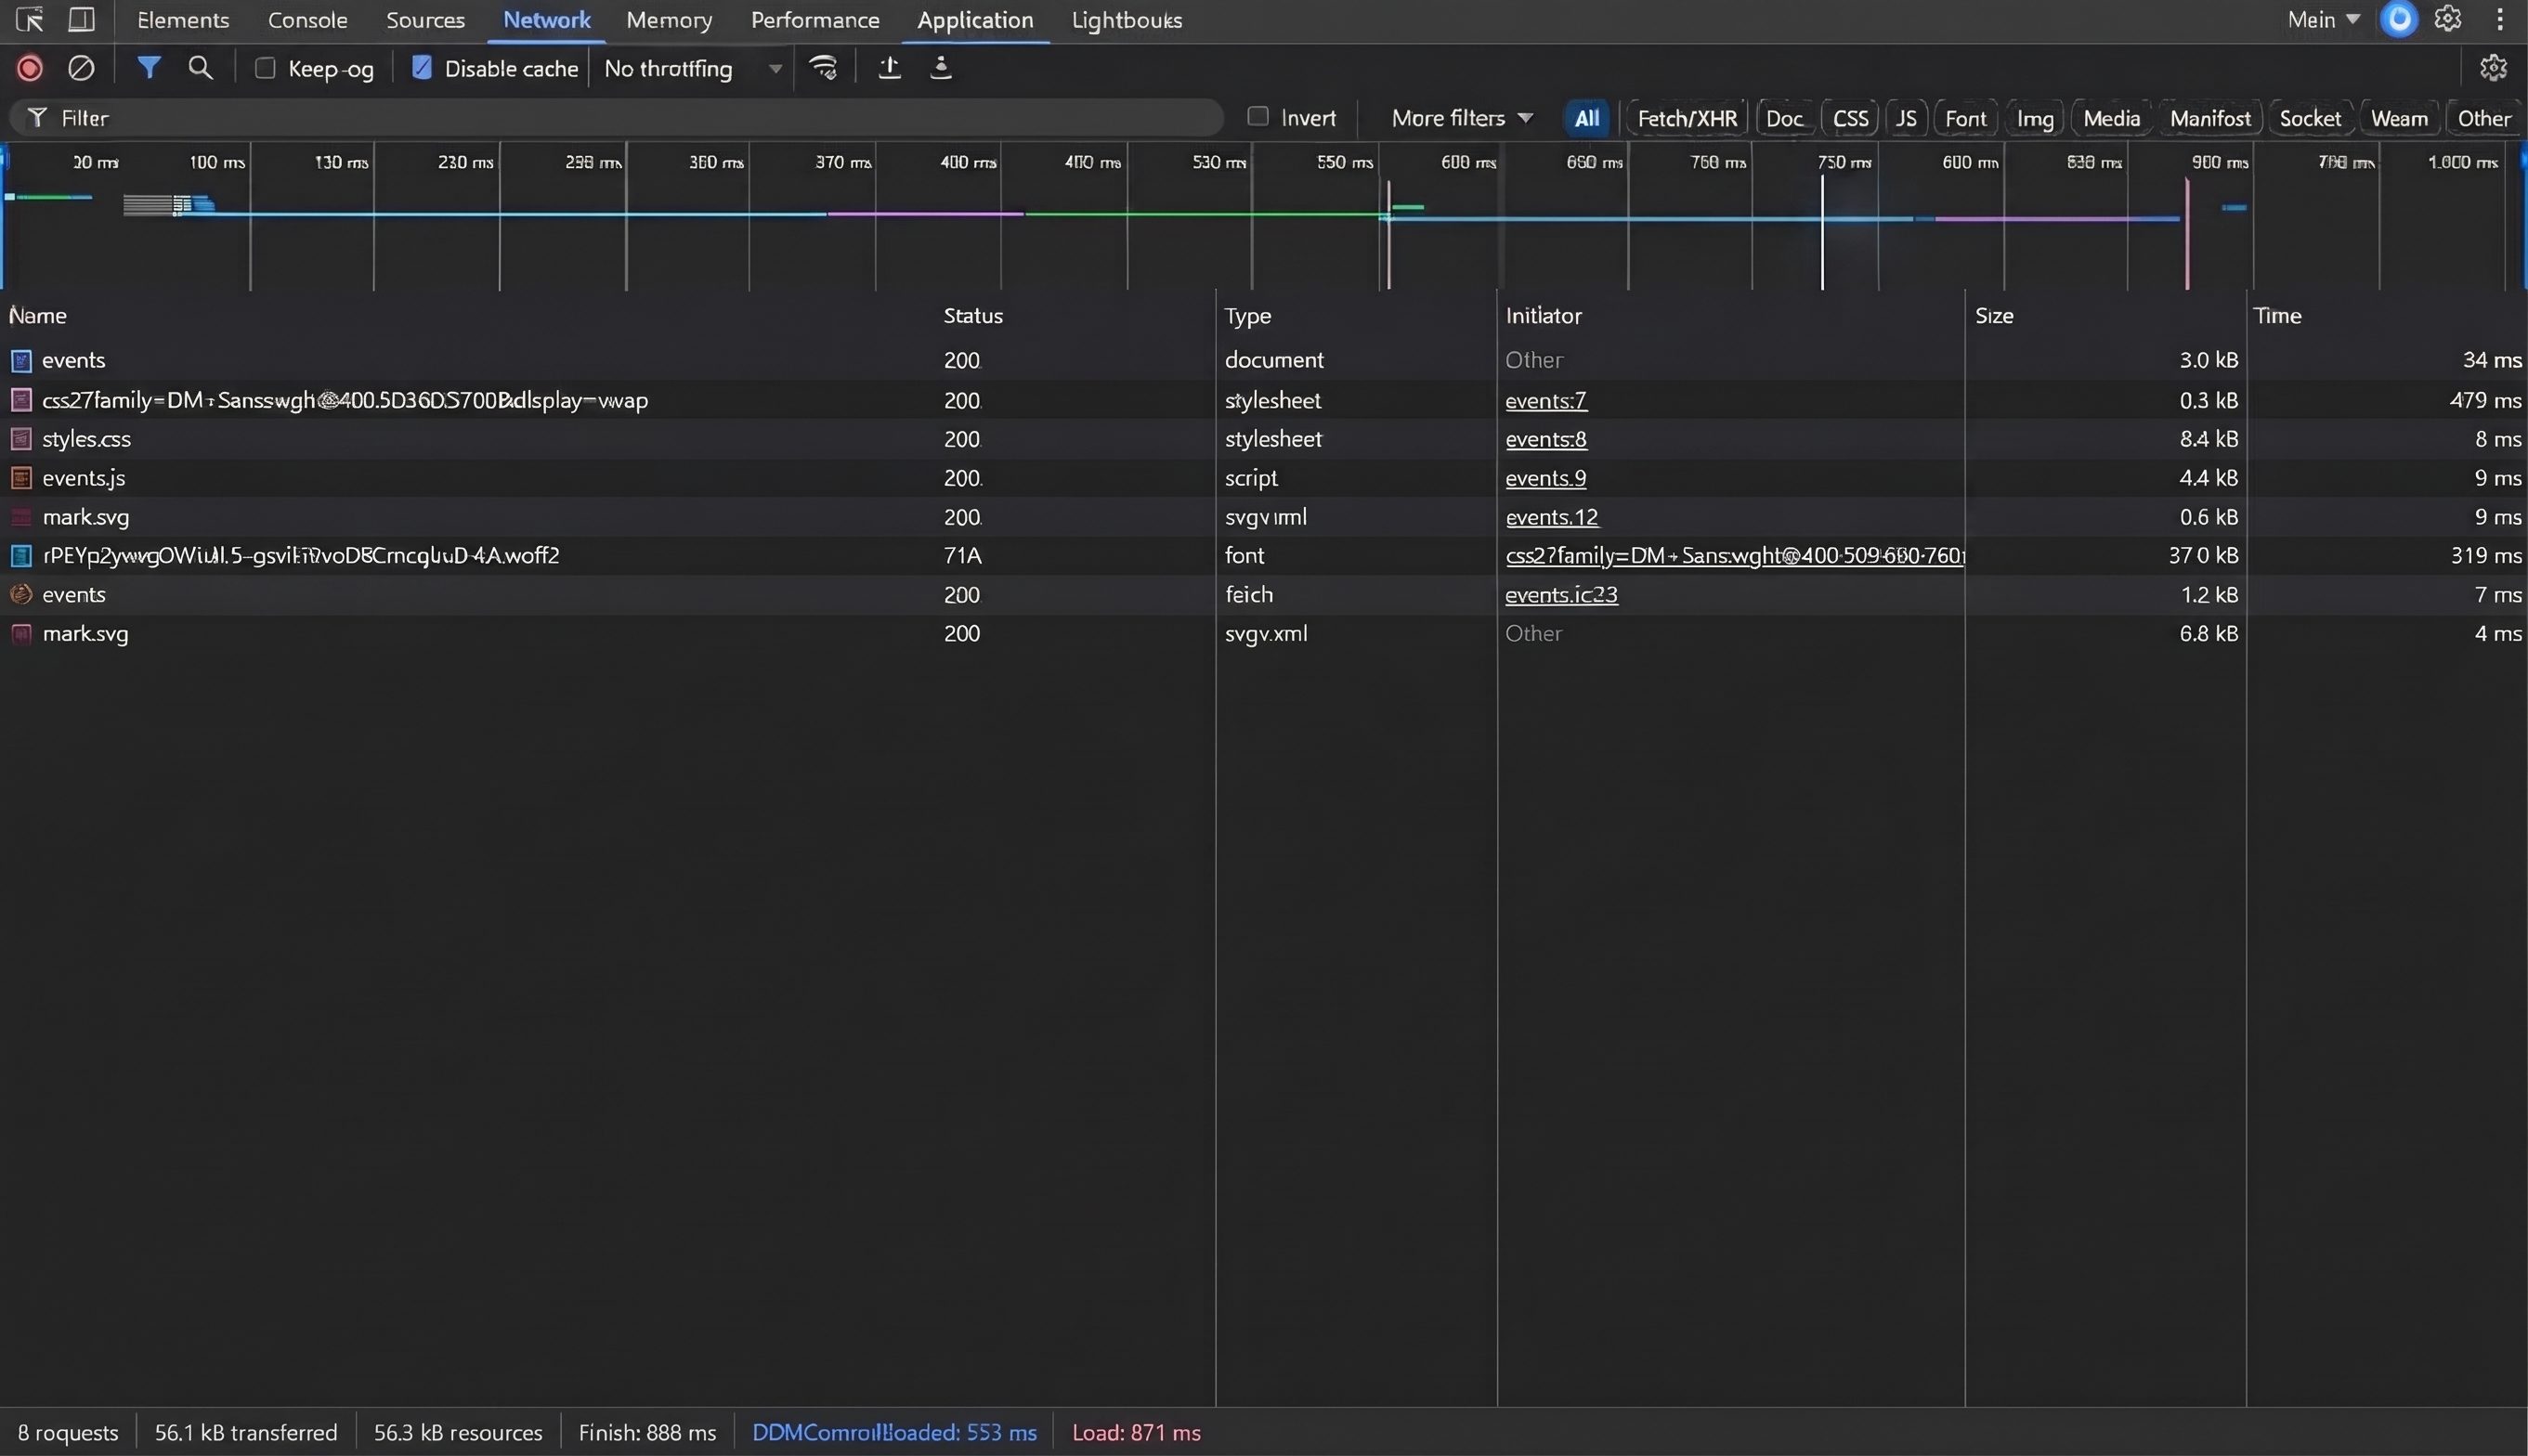 Elements Console Sources Network Memory Performance Application Lightbouks Mein
Keep-og Disable cache No throtffing
Filter Invert More filters All Fetch/XHR Doc CSS JS Font Img Media Manifost Socket Weam Other
20 ms 100 ms 130 ms 230 ms 370 ms 530 ms 550 ms 600 ms 750 ms 600 mn 900 ms 1.000 ms
Name Status Type Initiator Size Time
events 200. document Other 3.0 kB 34 ms
200. stylesheet events:7 0.3 kB 479 ms
styles.css 200. stylesheet events:8 8.4 kB 8 ms
events.js 200. script events.9 4.4 kB 9 ms
mark.svg 200. events.12 0.6 kB 9 ms
71A font 37 0 kB 319 ms
events 200. feich events.ic23 1.2 kB 7 ms
mark.svg 200 svgv.xml Other 6.8 kB 4 ms
8 roquests 56.1 kB transferred 56.3 kB resources Finish: 888 ms 553 ms Load: 871 ms